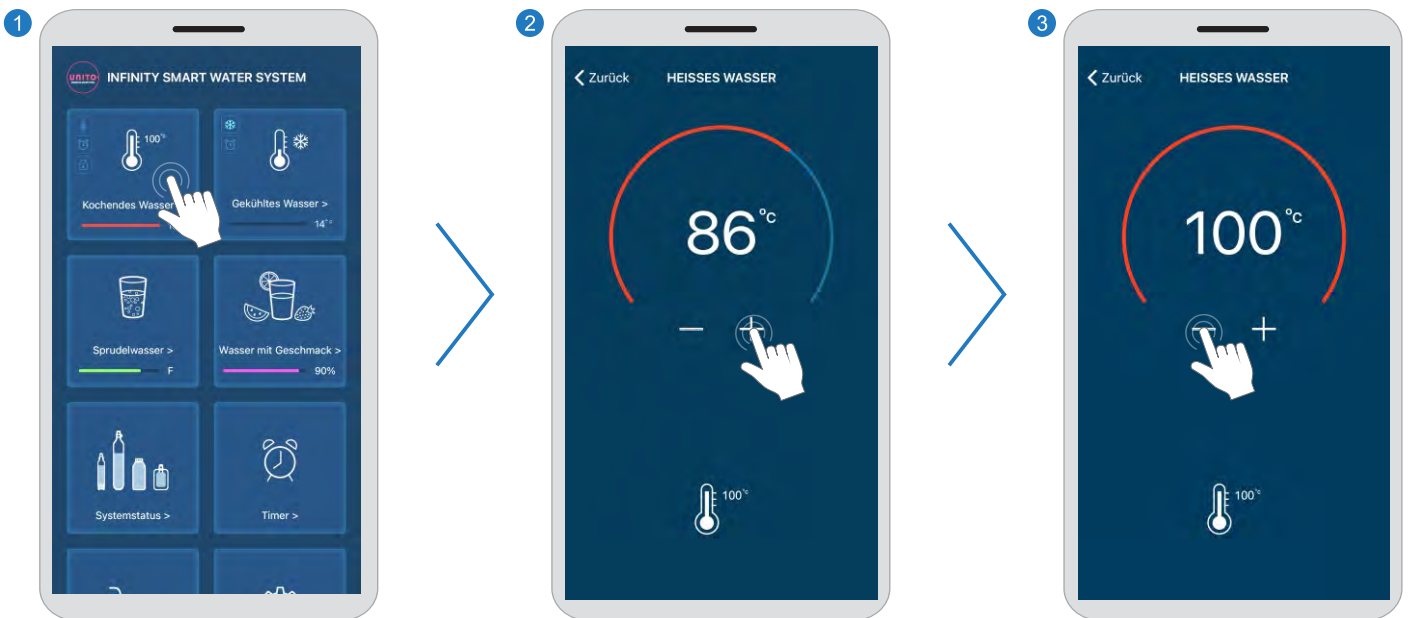 1
UNITO
INFINITY SMART WATER SYSTEM
100°c
Kochendes Wasser
Gekühltes Wasser >
14°
Sprudelwasser >
F
Wasser mit Geschmack >
90%
Systemstatus >
Timer >
2
Zurück
HEISSES WASSER
86°c
100°c
3
Zurück
HEISSES WASSER
100°c
100°c